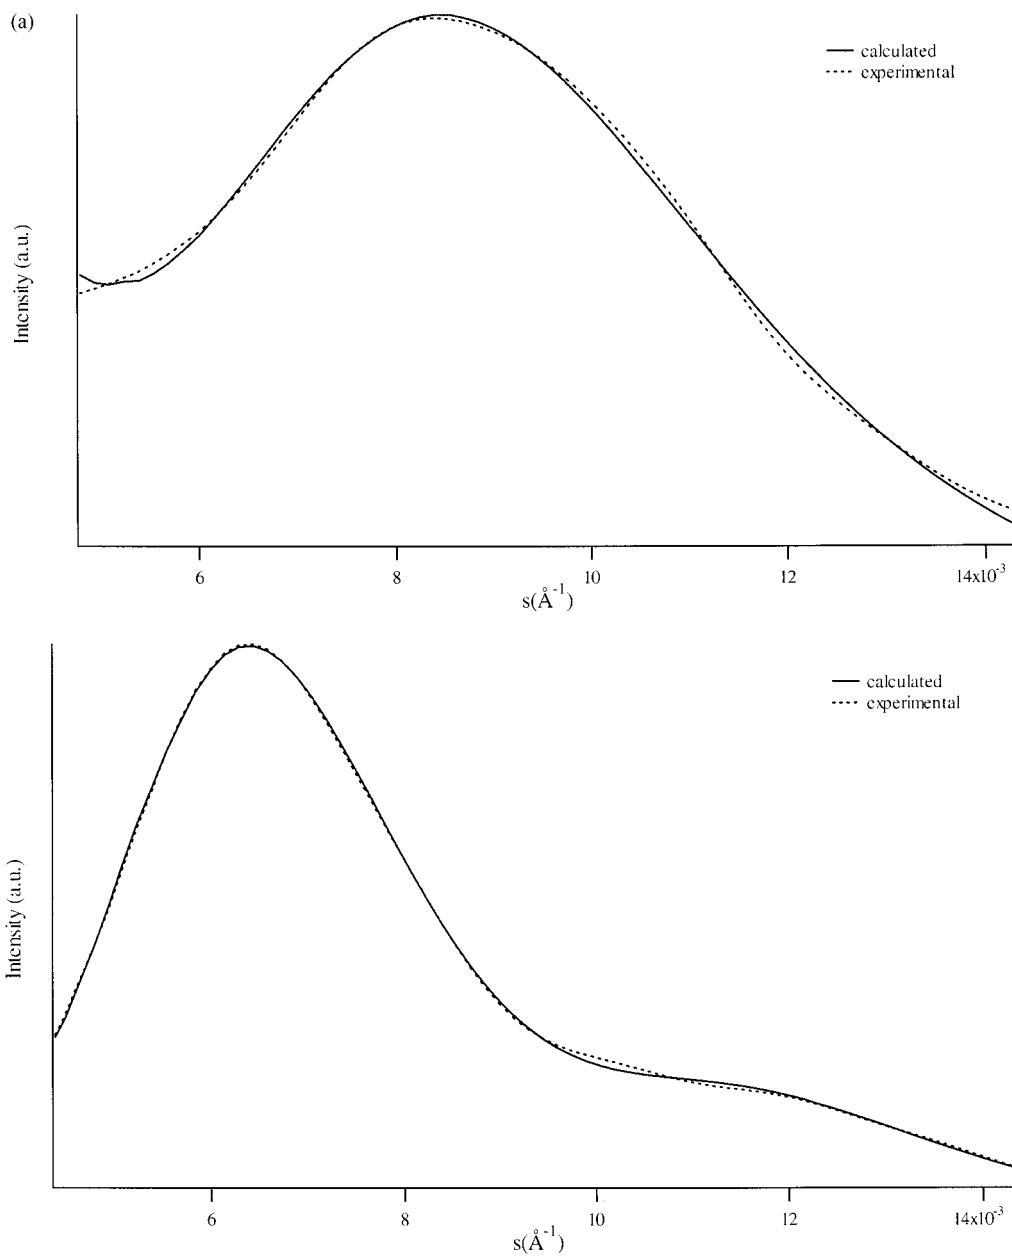 (a)
calculated
experimental
Intensity (a.u.)
6 8 10 12 14x10⁻³
s(Å⁻¹)
calculated
experimental
Intensity (a.u.)
6 8 10 12 14x10⁻³
s(Å⁻¹)